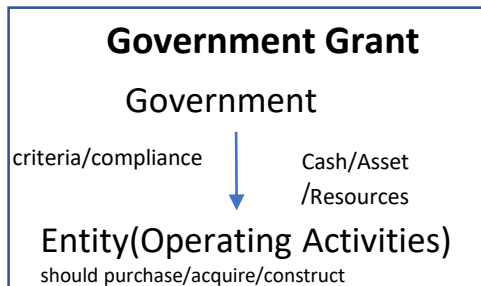 Government Grant
Government
criteria/compliance
Cash/Asset
/Resources
Entity(Operating Activities)
should purchase/acquire/construct